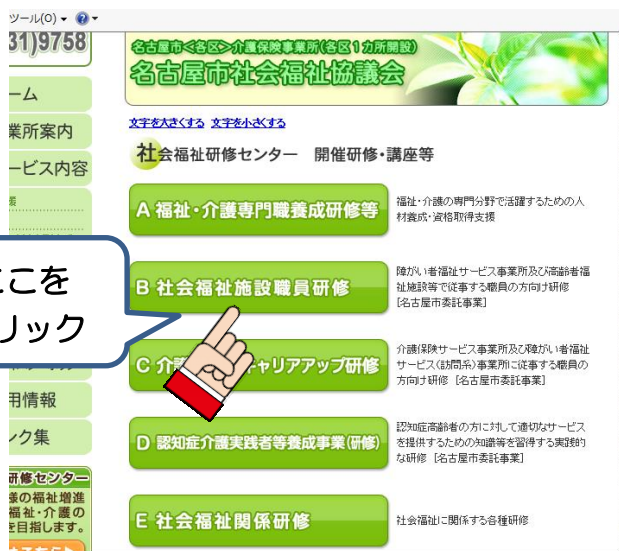 ツール(O)
31)9758
名古屋市<各区>介護保険事業所(各区1カ所開設)
名古屋市社会福祉協議会
ーム
業所案内
ービス内容
文字を大きくする 文字を小さくする
社会福祉研修センター 開催研修・講座等
A 福祉・介護専門職養成研修等
福祉・介護の専門分野で活躍するための人
材養成・資格取得支援
ここを
リック
B 社会福祉施設職員研修
障がい者福祉サービス事業所及び高齢者福
祉施設等で従事する職員の方向け研修
[名古屋市委託事業]
C 介 キャリアアップ研修
介護保険サービス事業所及び障がい者福祉
サービス(訪問系)事業所に従事する職員の
方向け研修 [名古屋市委託事業]
用情報
ンク集
D 認知症介護実践者等養成事業(研修)
認知症高齢者の方に対して適切なサービス
を提供するための知識等を習得する実践的
な研修 [名古屋市委託事業]
研修センター
様の福祉増進
福祉・介護の
を目指します。
E 社会福祉関係研修
社会福祉に関係する各種研修